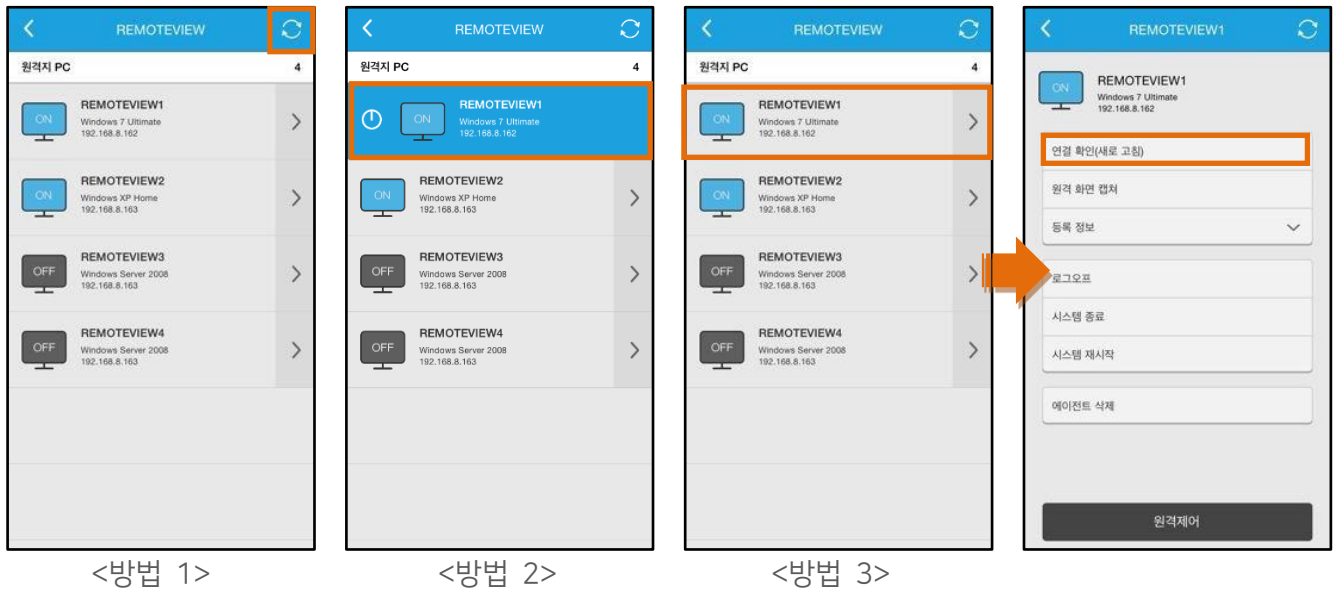 REMOTEVIEW
원격지 PC 4
ON
REMOTEVIEW1
Windows 7 Ultimate
192.168.8.162
ON
REMOTEVIEW2
Windows XP Home
192.168.8.163
OFF
REMOTEVIEW3
Windows Server 2008
192.168.8.163
OFF
REMOTEVIEW4
Windows Server 2008
192.168.8.163
<방법 1>
REMOTEVIEW
원격지 PC 4
ON
REMOTEVIEW1
Windows 7 Ultimate
192.168.8.162
ON
REMOTEVIEW2
Windows XP Home
192.168.8.163
OFF
REMOTEVIEW3
Windows Server 2008
192.168.8.163
OFF
REMOTEVIEW4
Windows Server 2008
192.168.8.163
<방법 2>
REMOTEVIEW
원격지 PC 4
ON
REMOTEVIEW1
Windows 7 Ultimate
192.168.8.162
ON
REMOTEVIEW2
Windows XP Home
192.168.8.163
OFF
REMOTEVIEW3
Windows Server 2008
192.168.8.163
OFF
REMOTEVIEW4
Windows Server 2008
192.168.8.163
<방법 3>
REMOTEVIEW1
ON
REMOTEVIEW1
Windows 7 Ultimate
192.168.8.162
연결 확인(새로 고침)
원격 화면 캡쳐
등록 정보
로그오프
시스템 종료
시스템 재시작
에이전트 삭제
원격제어